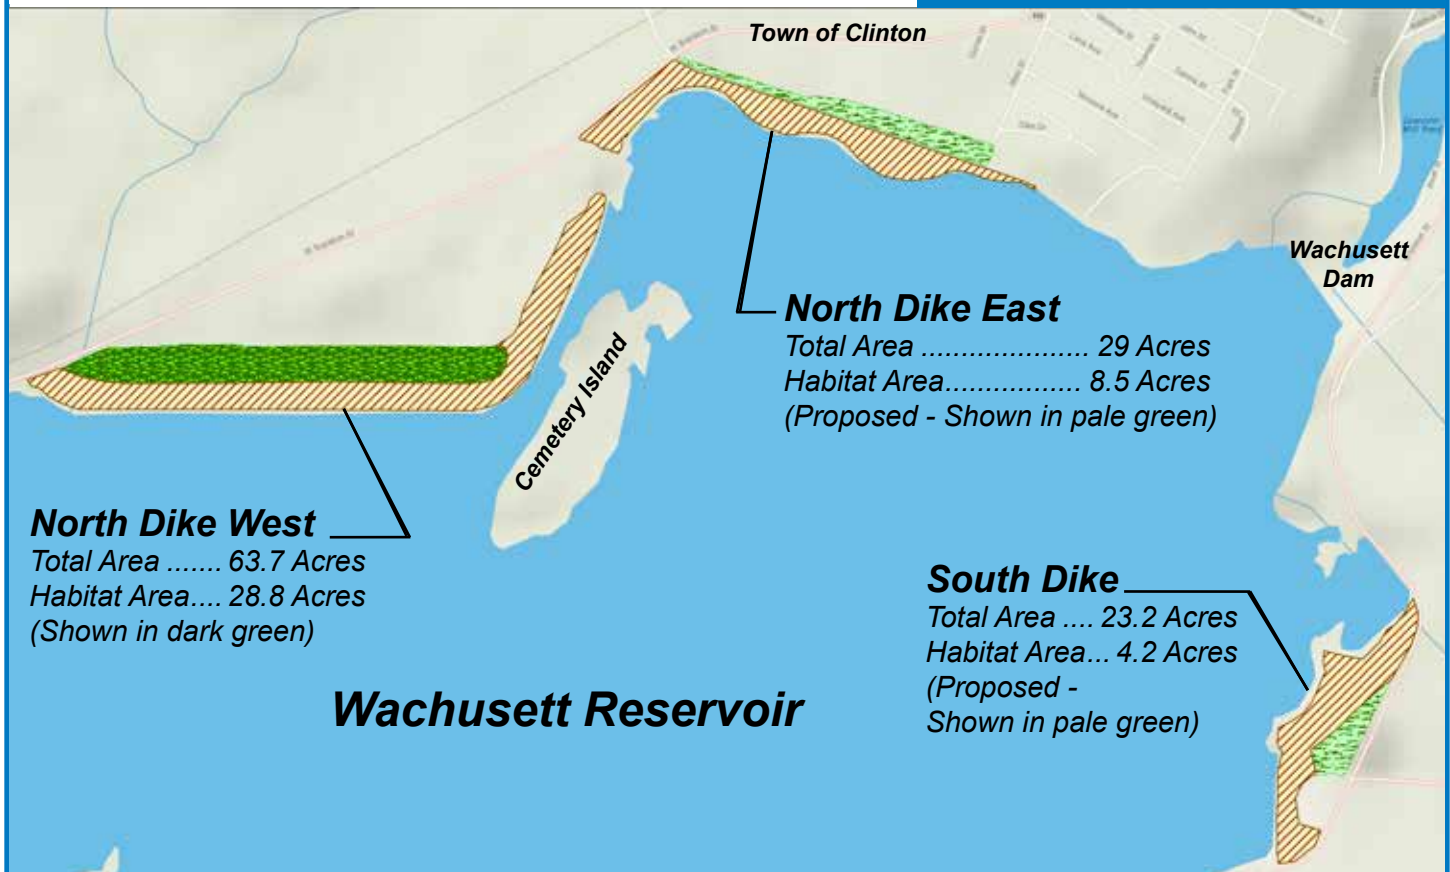 Town of Clinton
Wachusett
Dam
North Dike East
Total Area ..................... 29 Acres
Habitat Area................. 8.5 Acres
(Proposed - Shown in pale green)
Cemetery Island
North Dike West
Total Area ....... 63.7 Acres
Habitat Area.... 28.8 Acres
(Shown in dark green)
South Dike
Total Area .... 23.2 Acres
Habitat Area... 4.2 Acres
(Proposed -
Shown in pale green)
Wachusett Reservoir